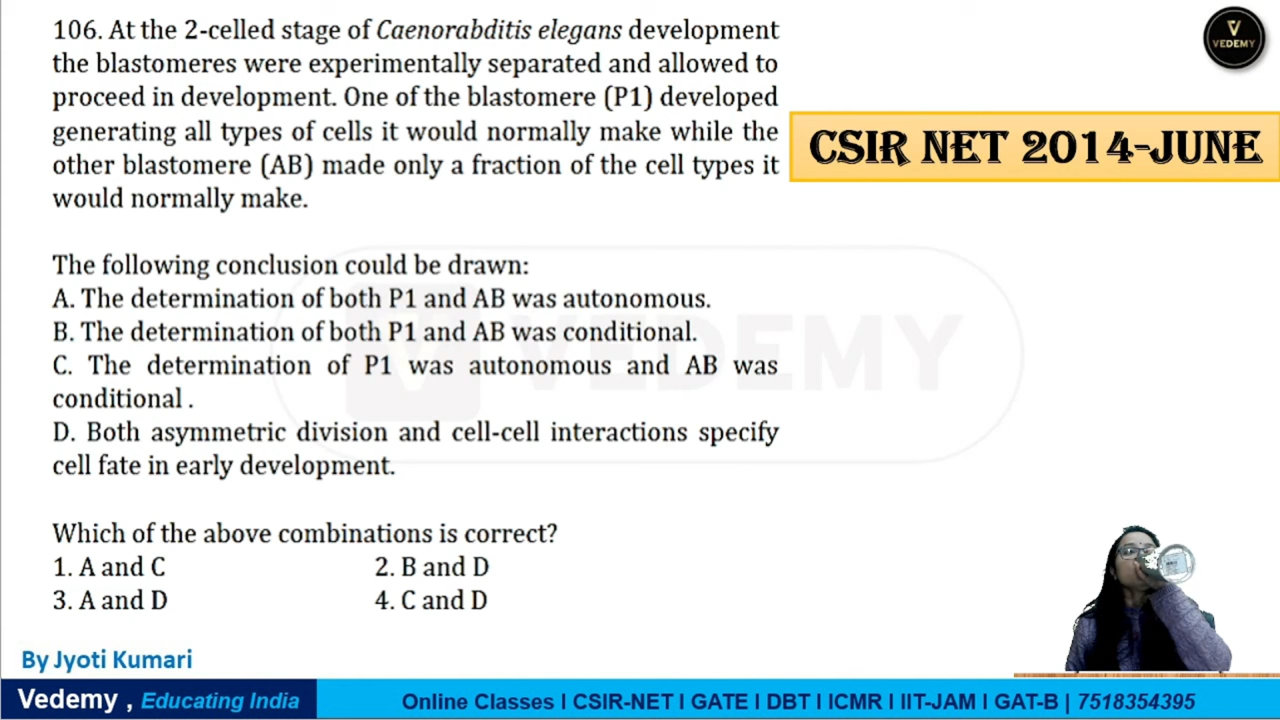 106. At the 2-celled stage of Caenorabditis elegans development
the blastomeres were experimentally separated and allowed to
proceed in development. One of the blastomere (P1) developed
generating all types of cells it would normally make while the
other blastomere (AB) made only a fraction of the cell types it
would normally make.
The following conclusion could be drawn:
A. The determination of both P1 and AB was autonomous.
B. The determination of both P1 and AB was conditional.
C. The determination of P1 was autonomous and AB was
conditional .
D. Both asymmetric division and cell-cell interactions specify
cell fate in early development.
Which of the above combinations is correct?
1. A and C 2. B and D
3. A and D 4. C and D
V
VEDEMY
CSIR NET 2014-JUNE
VEDEMY
By Jyoti Kumari
Vedemy , Educating India
Online Classes I CSIR-NET I GATE I DBT I ICMR I IIT-JAM I GAT-B | 7518354395